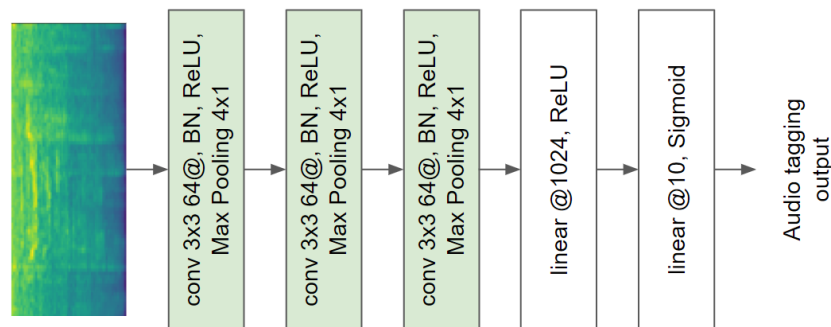 conv 3x3 64@, BN, ReLU,
Max Pooling 4x1
conv 3x3 64@, BN, ReLU,
Max Pooling 4x1
conv 3x3 64@, BN, ReLU,
Max Pooling 4x1
linear @1024, ReLU
linear @10, Sigmoid
Audio tagging
output